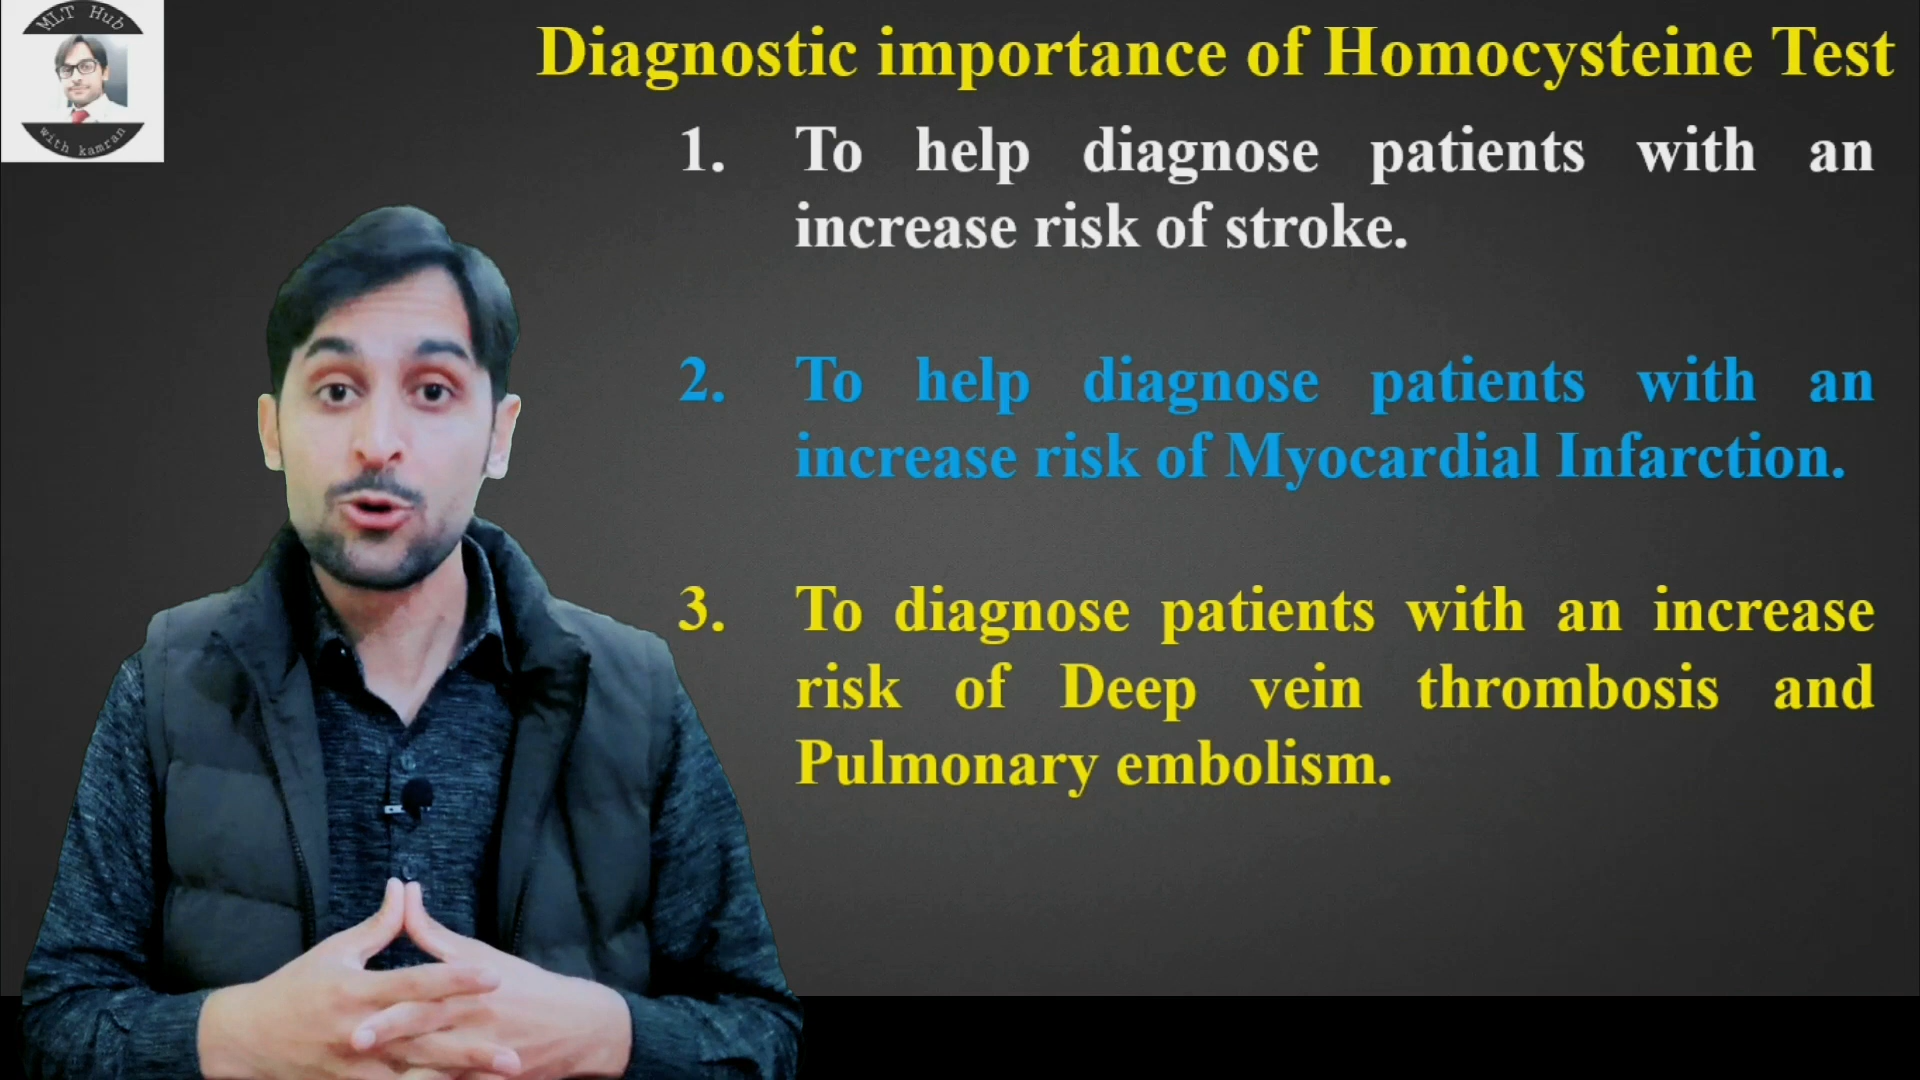 MLT Hub
with kamran
Diagnostic importance of Homocysteine Test
1. To help diagnose patients with an
increase risk of stroke.
2. To help diagnose patients with an
increase risk of Myocardial Infarction.
3. To diagnose patients with an increase
risk of Deep vein thrombosis and
Pulmonary embolism.